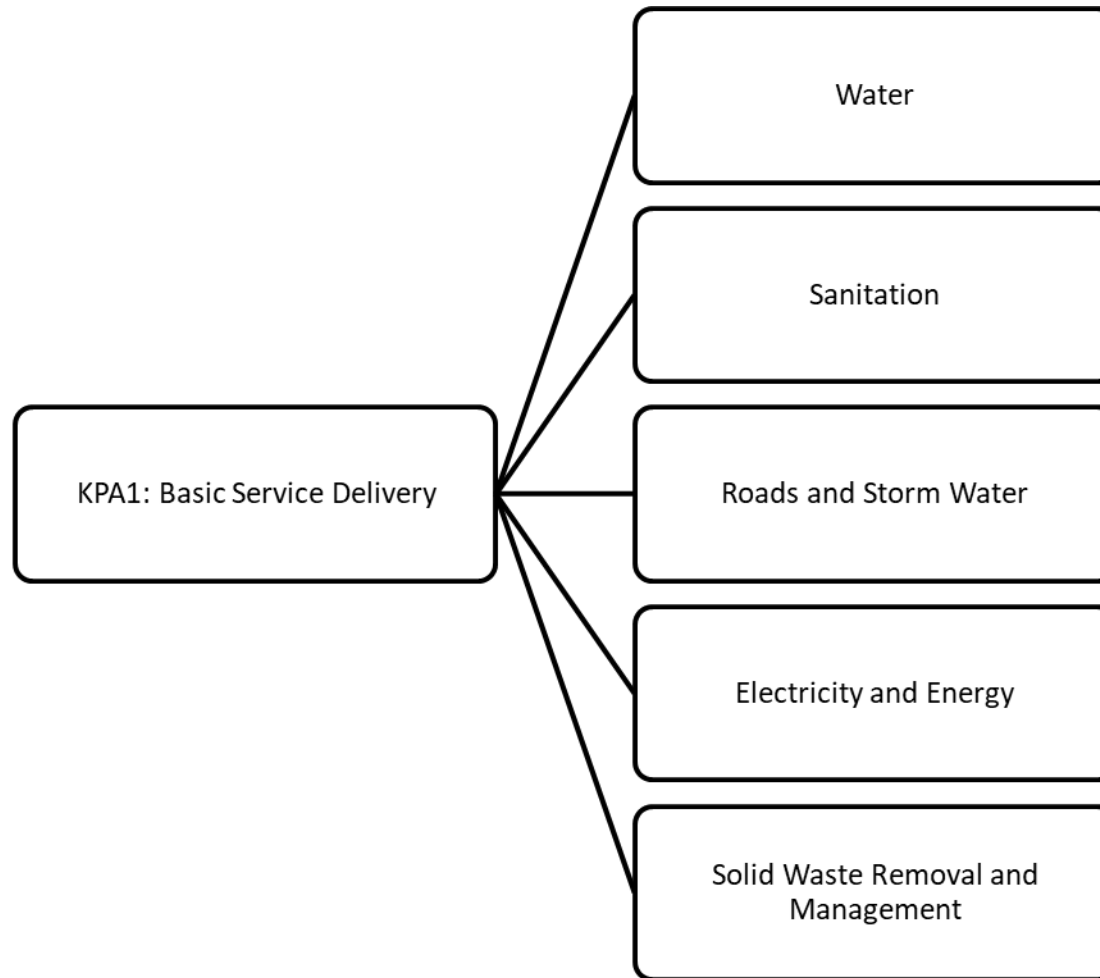 Water
Sanitation
KPA1: Basic Service Delivery
Roads and Storm Water
Electricity and Energy
Solid Waste Removal and
Management